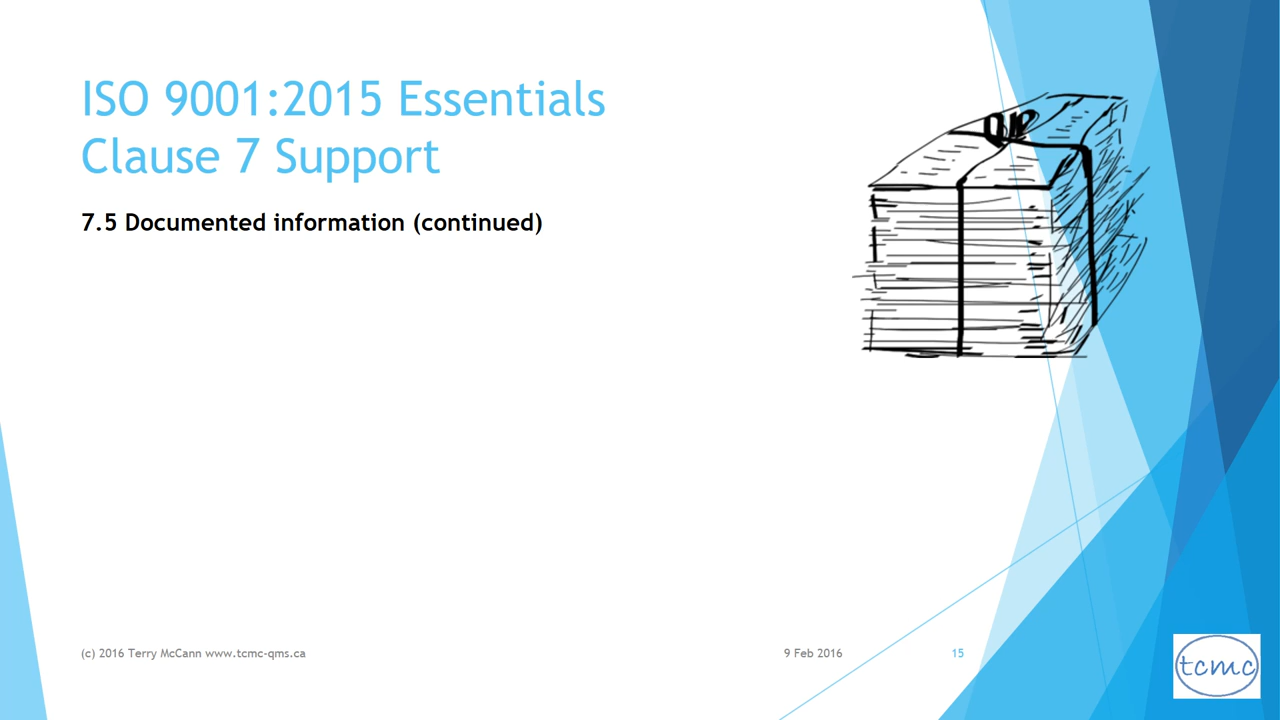 ISO 9001:2015 Essentials
Clause 7 Support
7.5 Documented information (continued)
(c) 2016 Terry McCann www.tcmc-qms.ca
9 Feb 2016
15
tcmc